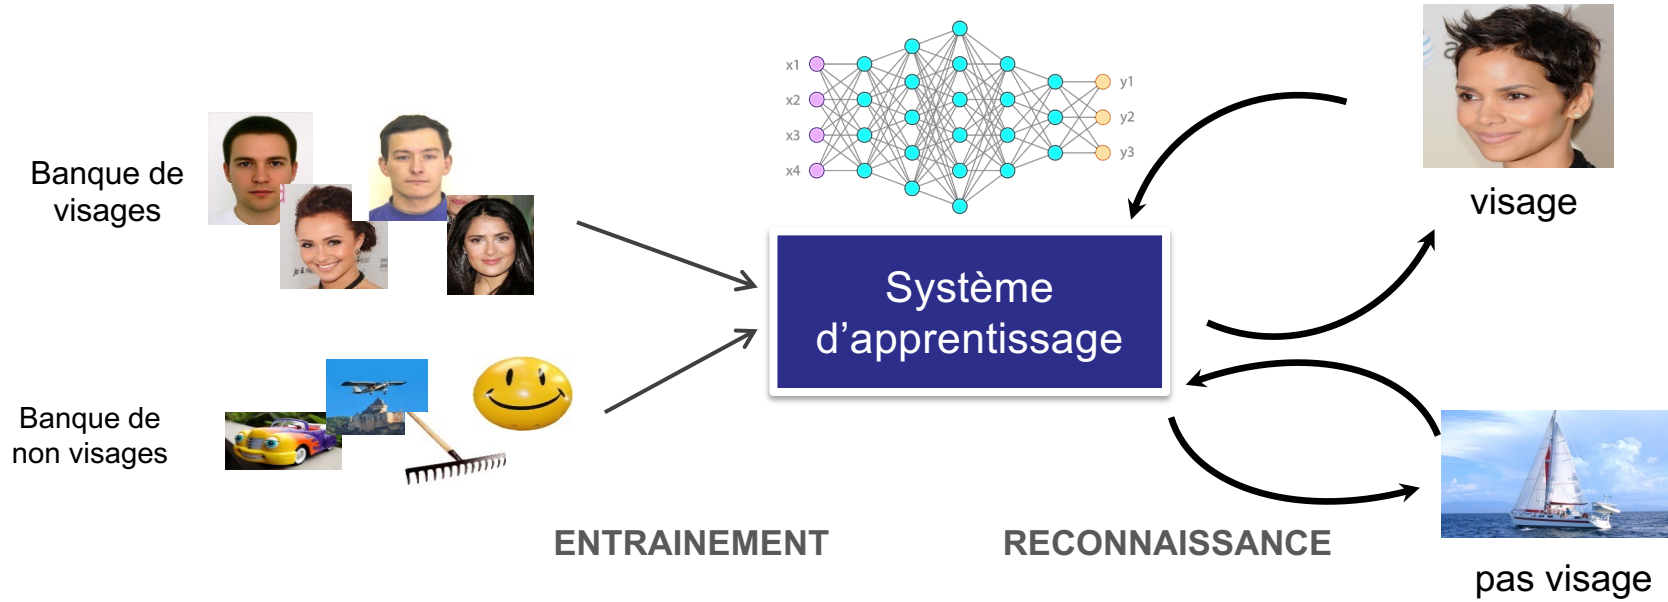 x1
x2
x3
x4
y1
y2
y3
Banque de
visages
visage
Système
d’apprentissage
Banque de
non visages
ENTRAINEMENT
RECONNAISSANCE
pas visage